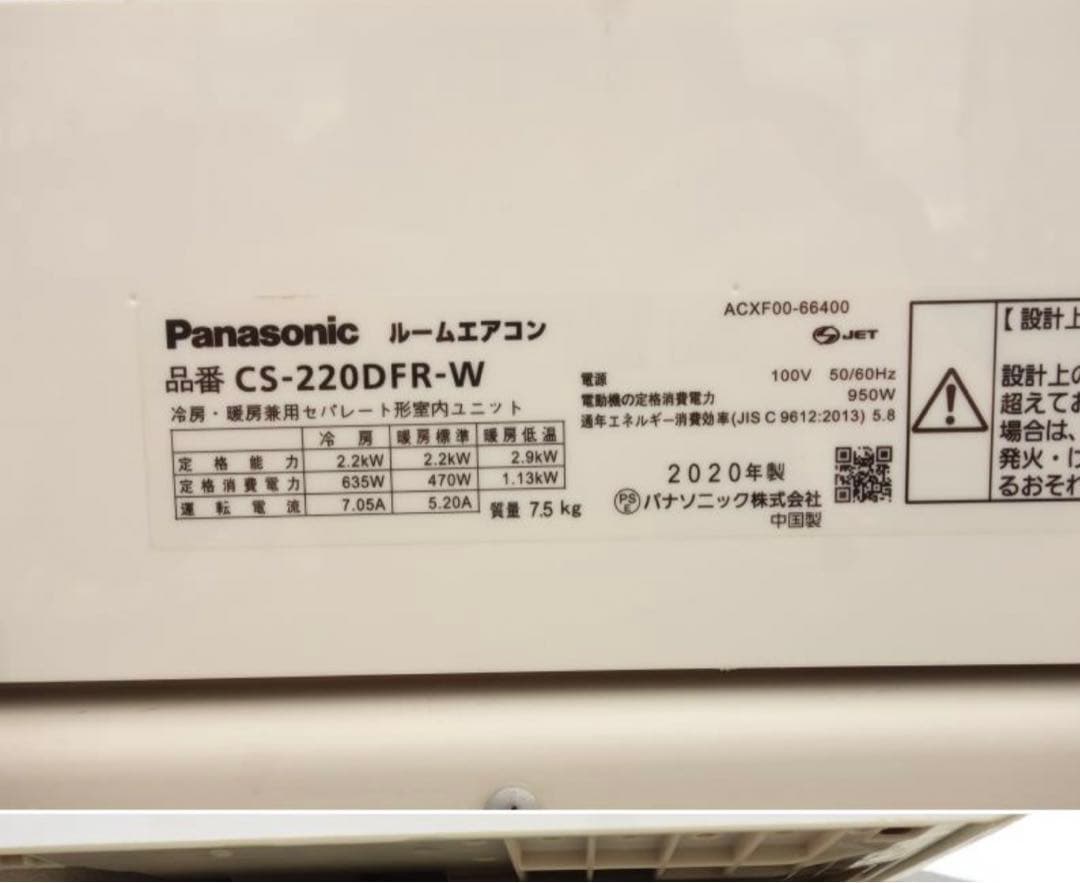 Panasonic ルームエアコン
品番 CS-220DFR-W
冷房・暖房兼用セパレート形室内ユニット
冷房 暖房標準 暖房低温
定格能力 2.2kW 2.2kW 2.9kW
定格消費電力 635W 470W 1.13kW
運転電流 7.05A 5.20A
質量 7.5 kg
ACXF00-66400
JET
電源 100V 50/60Hz
電動機の定格消費電力 950W
通年エネルギー消費効率(JIS C 9612:2013) 5.8
2020年製
PSE パナソニック株式会社
中国製
【設計上
設計上の
超えてお
場合は、
発火・け
るおそれ